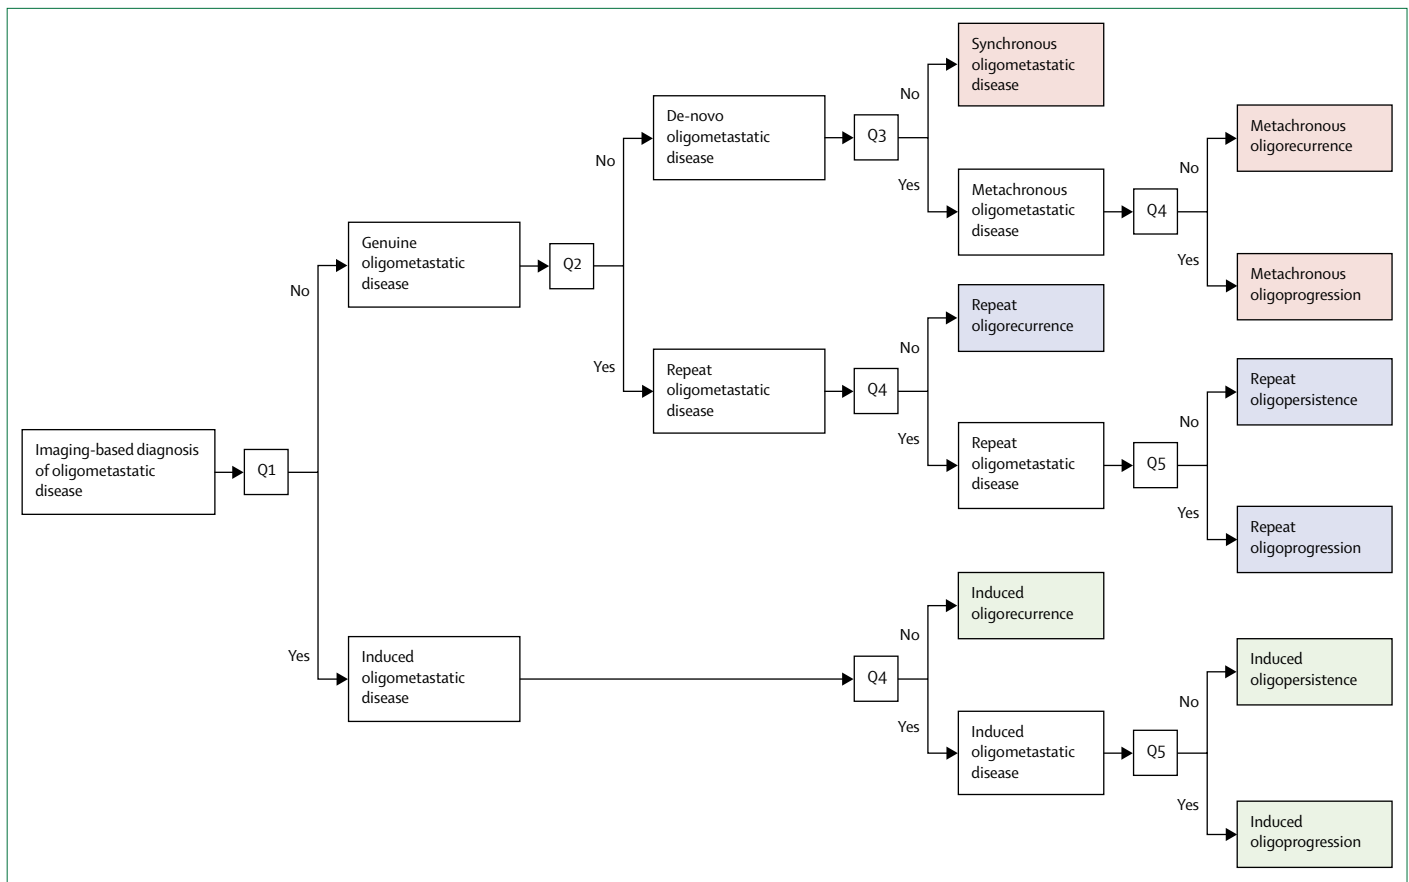 Imaging-based diagnosis
of oligometastatic
disease
Q1
No
Yes
Genuine
oligometastatic
disease
Q2
No
Yes
De-novo
oligometastatic
disease
Q3
No
Yes
Synchronous
oligometastatic
disease
Metachronous
oligometastatic
disease
Q4
No
Yes
Metachronous
oligorecurrence
Metachronous
oligoprogression
Repeat
oligometastatic
disease
Q4
No
Yes
Repeat
oligorecurrence
Repeat
oligometastatic
disease
Q5
No
Yes
Repeat
oligopersistence
Repeat
oligoprogression
Induced
oligometastatic
disease
Q4
No
Yes
Induced
oligorecurrence
Induced
oligometastatic
disease
Q5
No
Yes
Induced
oligopersistence
Induced
oligoprogression